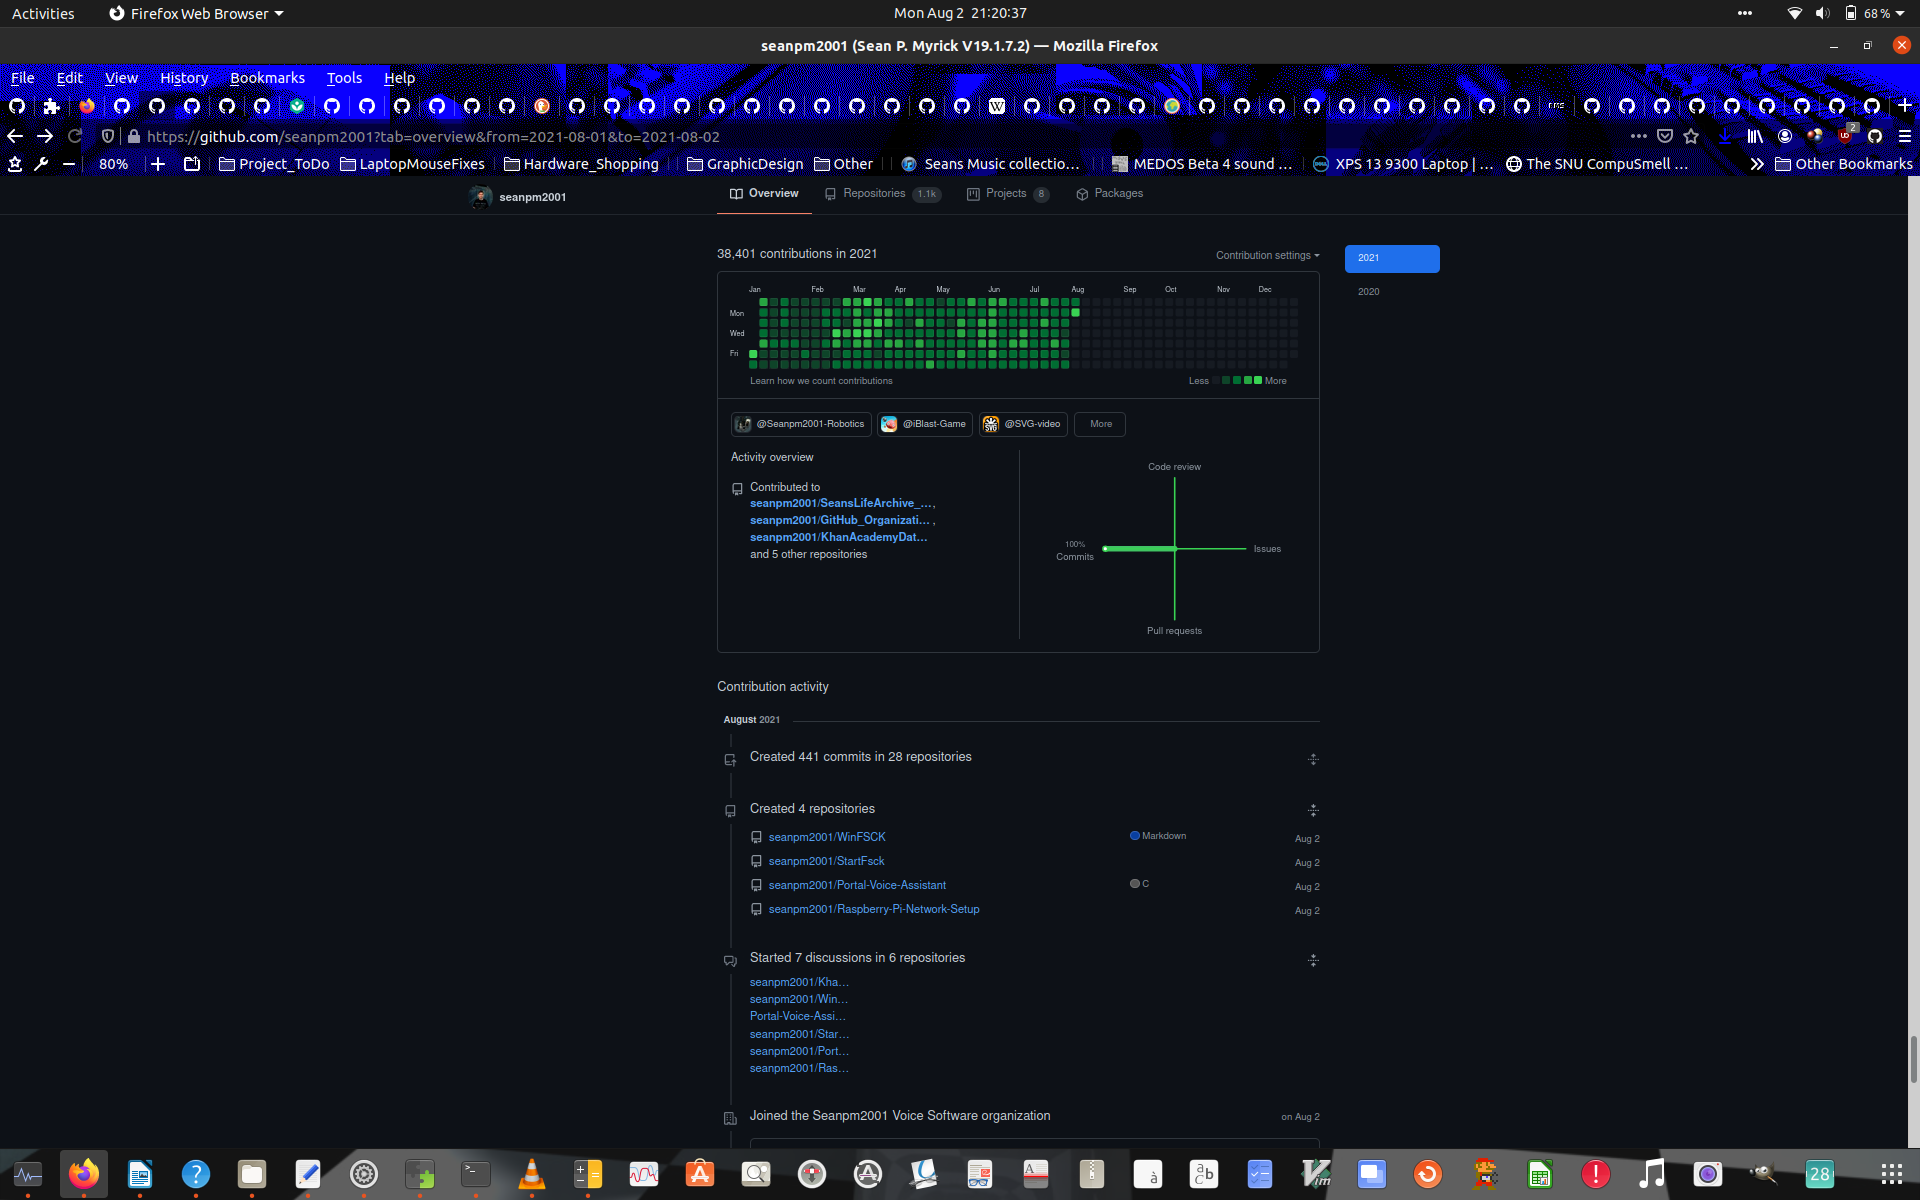 Activities Firefox Web Browser Mon Aug 2 21:20:37 68 %
seanpm2001 (Sean P. Myrick V19.1.7.2) — Mozilla Firefox
File Edit View History Bookmarks Tools Help
https://github.com/seanpm2001?tab=overview&from=2021-08-01&to=2021-08-02 2
80% Project_ToDo LaptopMouseFixes Hardware_Shopping GraphicDesign Other Seans Music collectio… MEDOS Beta 4 sound … XPS 13 9300 Laptop | … The SNU CompuSmell … Other Bookmarks
seanpm2001 Overview Repositories 1.1k Projects 8 Packages
38,401 contributions in 2021 Contribution settings 2021
2020
Jan Feb Mar Apr May Jun Jul Aug Sep Oct Nov Dec
Mon
Wed
Fri
Learn how we count contributions Less More
@Seanpm2001-Robotics @iBlast-Game @SVG-video More
Activity overview
Contributed to
seanpm2001/SeansLifeArchive_…,
seanpm2001/GitHub_Organizati… ,
seanpm2001/KhanAcademyDat…
and 5 other repositories
Code review
100%
Commits
Issues
Pull requests
Contribution activity
August 2021
Created 441 commits in 28 repositories
Created 4 repositories
seanpm2001/WinFSCK Markdown Aug 2
seanpm2001/StartFsck Aug 2
seanpm2001/Portal-Voice-Assistant C Aug 2
seanpm2001/Raspberry-Pi-Network-Setup Aug 2
Started 7 discussions in 6 repositories
seanpm2001/Kha…
seanpm2001/Win…
Portal-Voice-Assi…
seanpm2001/Star…
seanpm2001/Port…
seanpm2001/Ras…
Joined the Seanpm2001 Voice Software organization on Aug 2
28